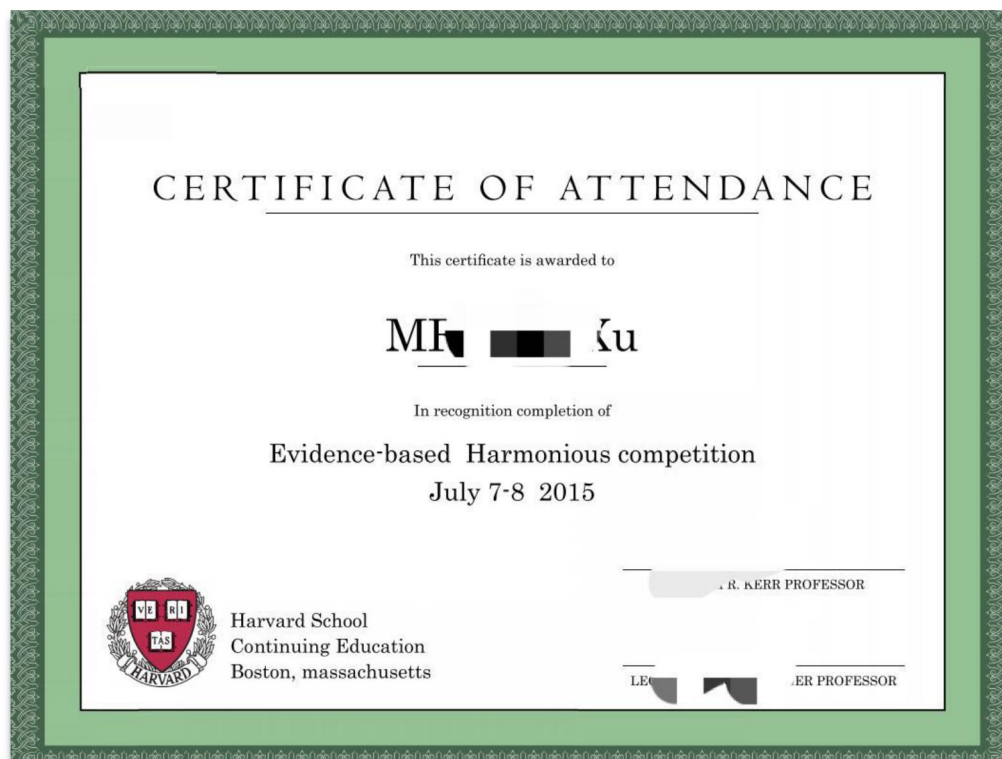 CERTIFICATE OF ATTENDANCE
This certificate is awarded to
Xu
In recognition completion of
Evidence-based Harmonious competition
July 7-8 2015
R. KERR PROFESSOR
VE RI
TAS
HARVARD
Harvard School
Continuing Education
Boston, massachusetts
PROFESSOR